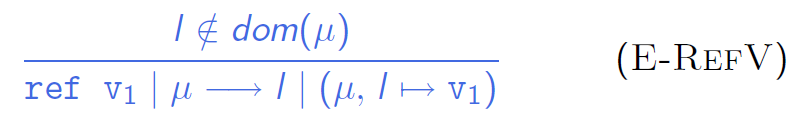 l ∉ dom(μ)
ref v₁ | μ ⟶ l | (μ, l ↦ v₁) (E-REFV)